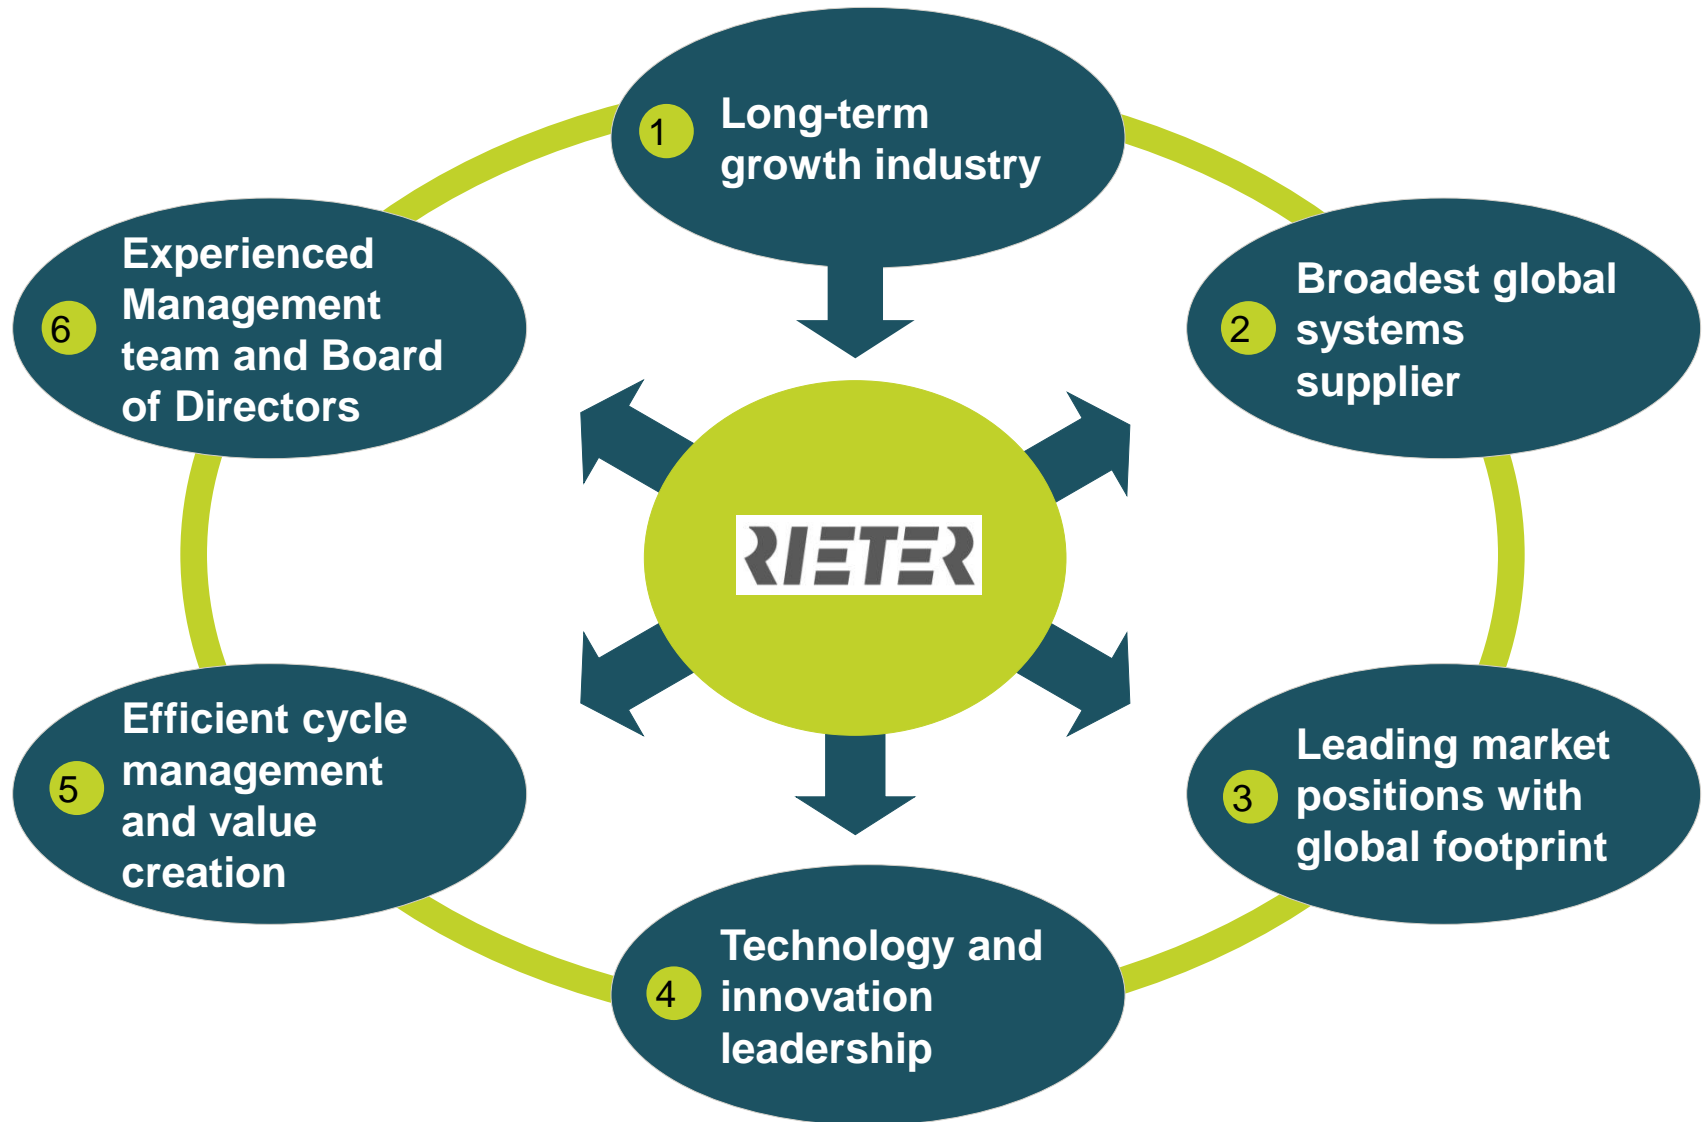 1
Long-term
growth industry
2
Broadest global
systems
supplier
3
Leading market
positions with
global footprint
4
Technology and
innovation
leadership
5
Efficient cycle
management
and value
creation
6
Experienced
Management
team and Board
of Directors
RIETER